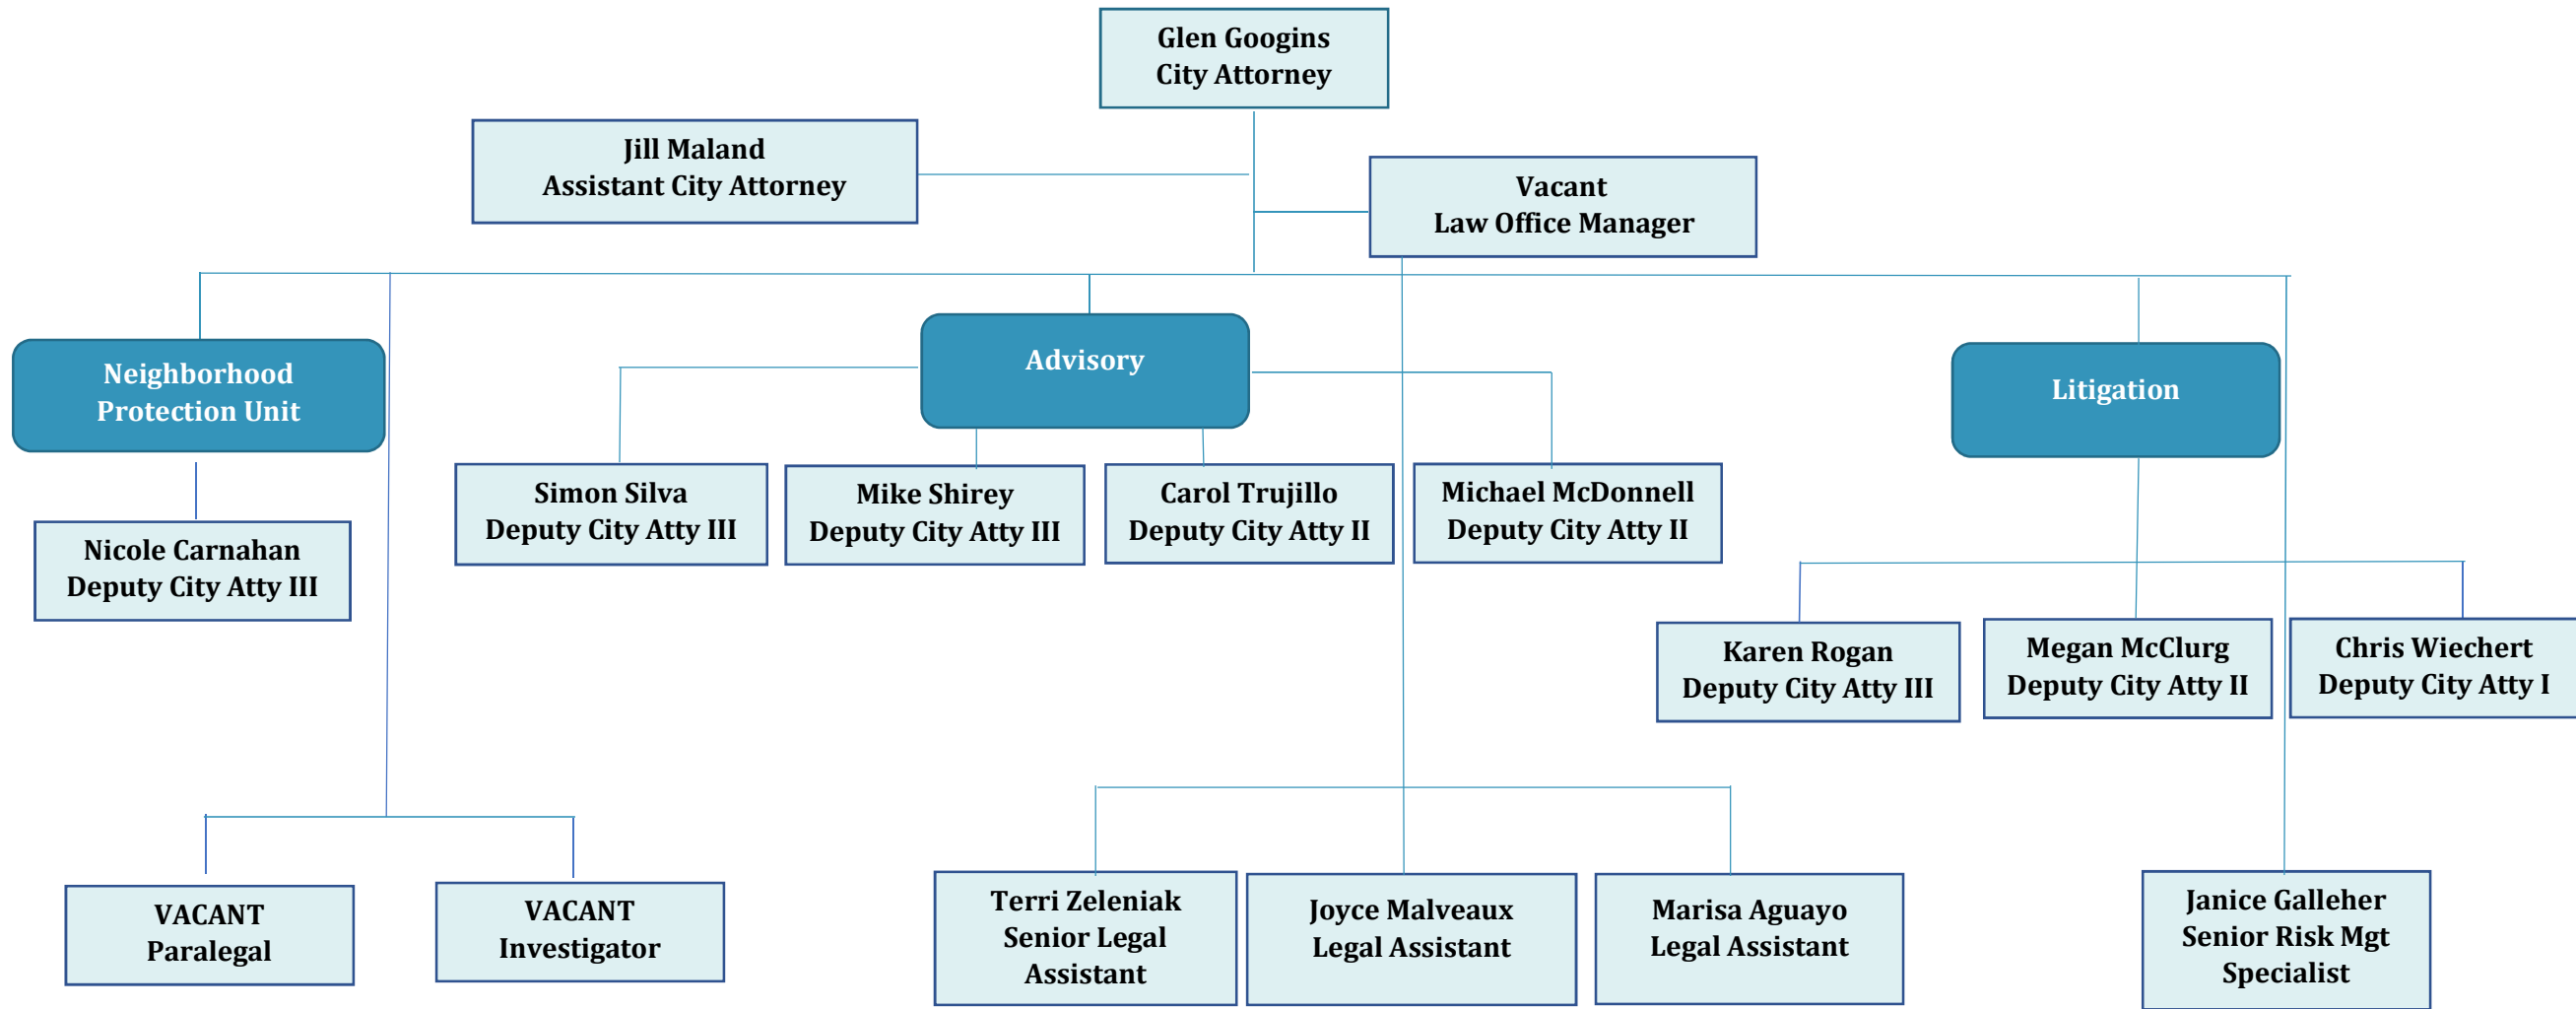 Glen Googins
City Attorney
Jill Maland
Assistant City Attorney
Vacant
Law Office Manager
Neighborhood
Protection Unit
Advisory
Litigation
Nicole Carnahan
Deputy City Atty III
Simon Silva
Deputy City Atty III
Mike Shirey
Deputy City Atty III
Carol Trujillo
Deputy City Atty II
Michael McDonnell
Deputy City Atty II
Karen Rogan
Deputy City Atty III
Megan McClurg
Deputy City Atty II
Chris Wiechert
Deputy City Atty I
VACANT
Paralegal
VACANT
Investigator
Terri Zeleniak
Senior Legal
Assistant
Joyce Malveaux
Legal Assistant
Marisa Aguayo
Legal Assistant
Janice Galleher
Senior Risk Mgt
Specialist